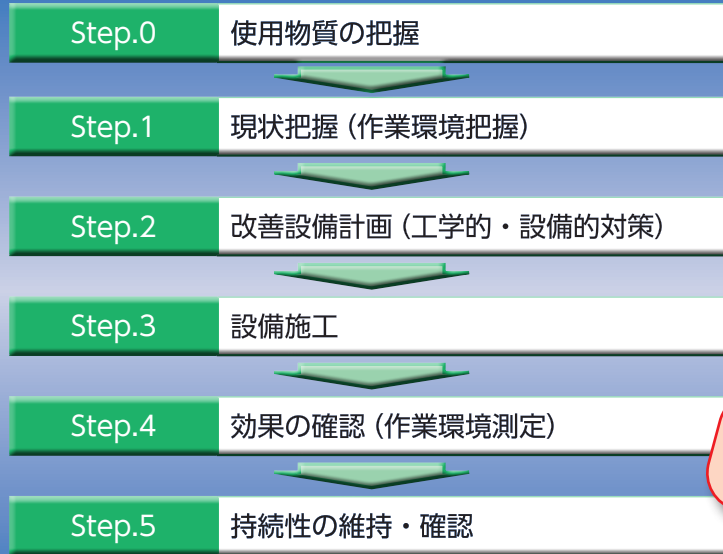 Step.0 使用物質の把握
Step.1 現状把握（作業環境把握）
Step.2 改善設備計画（工学的・設備的対策）
Step.3 設備施工
Step.4 効果の確認（作業環境測定）
Step.5 持続性の維持・確認